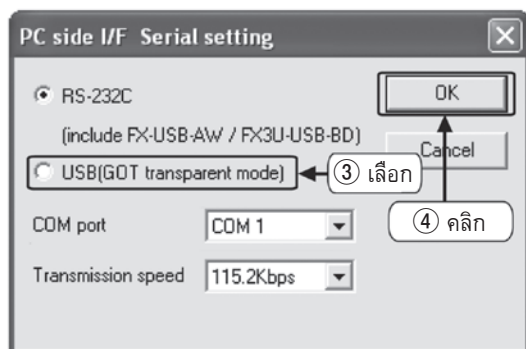 PC side I/F Serial setting
RS-232C
OK
(include FX-USB-AW / FX3U-USB-BD)
Cancel
USB(GOT transparent mode)
③ เลือก
④ คลิก
COM port
COM 1
Transmission speed
115.2Kbps